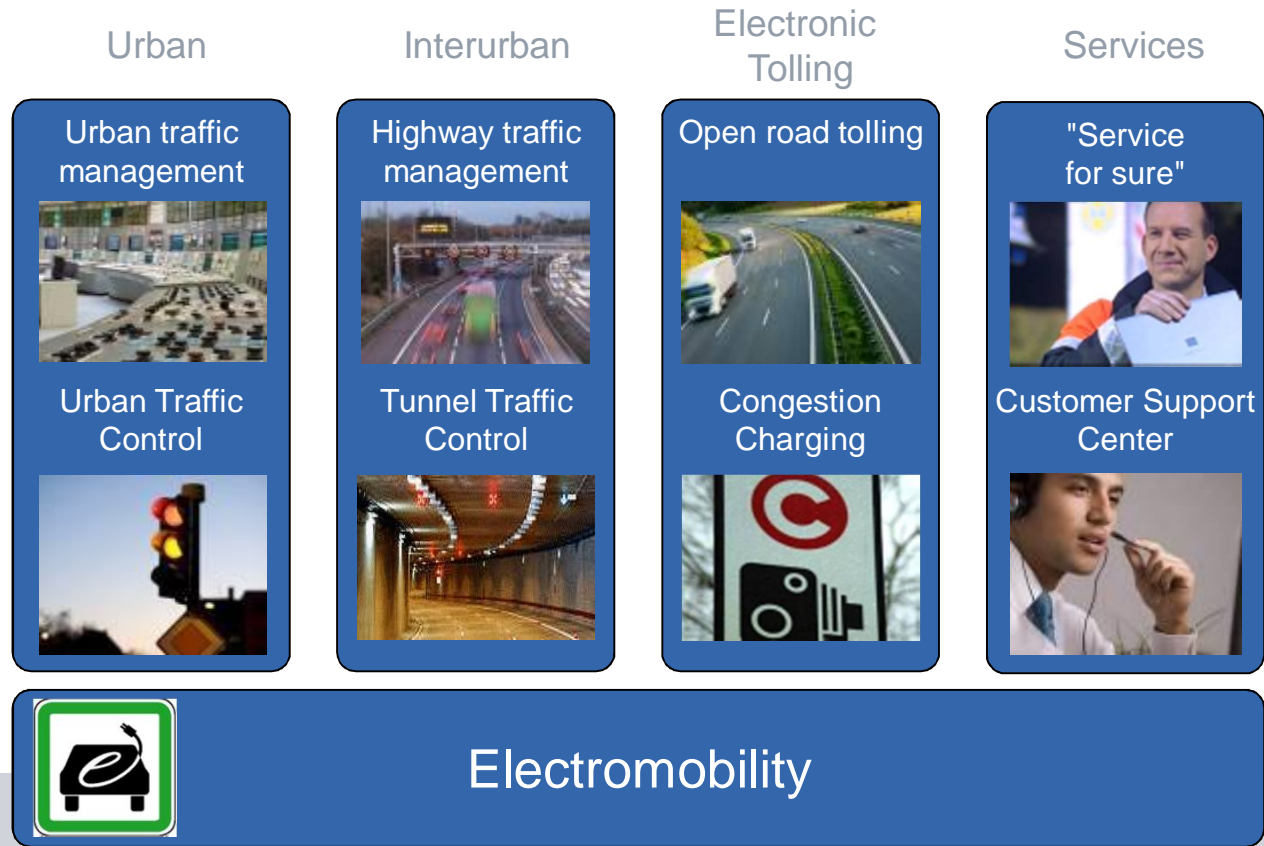 Urban
Interurban
Electronic
Tolling
Services
Urban traffic
management
Urban Traffic
Control
Highway traffic
management
Tunnel Traffic
Control
Open road tolling
Congestion
Charging
C
"Service
for sure"
Customer Support
Center
e
Electromobility